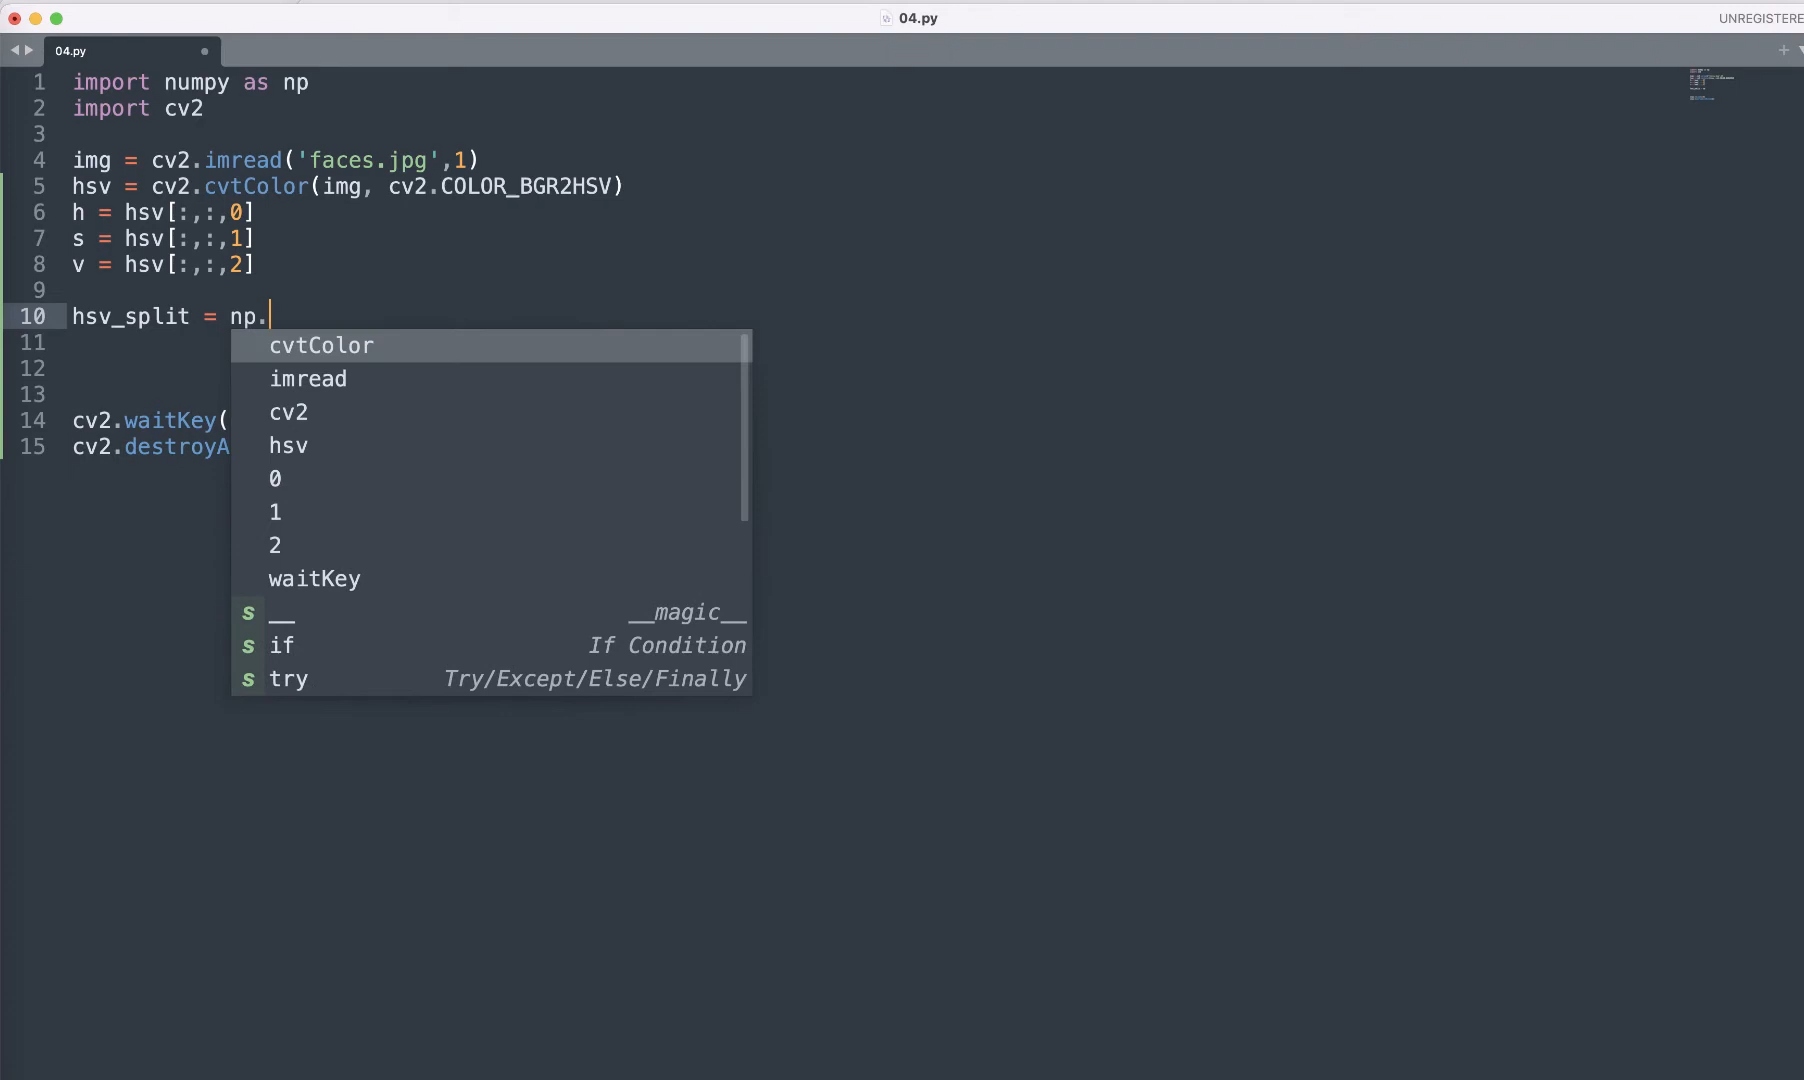 04.py
UNREGISTERE
04.py
1 import numpy as np
2 import cv2
3
4 img = cv2.imread('faces.jpg',1)
5 hsv = cv2.cvtColor(img, cv2.COLOR_BGR2HSV)
6 h = hsv[:,:,0]
7 s = hsv[:,:,1]
8 v = hsv[:,:,2]
9
10 hsv_split = np.
11
12
13
14 cv2.waitKey(
15 cv2.destroyA
cvtColor
imread
cv2
hsv
0
1
2
waitKey
s __ __magic__
s if If Condition
s try Try/Except/Else/Finally